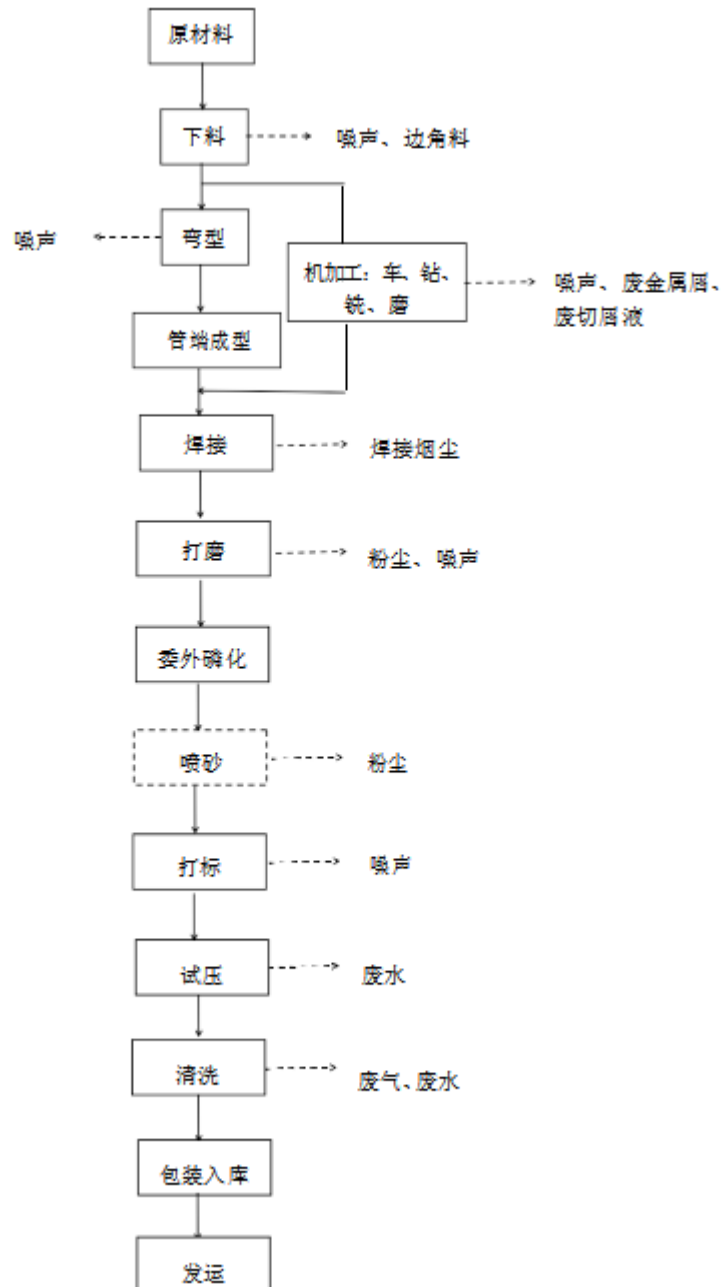 原材料
下料
噪声、边角料
噪声
弯型
机加工：车、钻、
铣、磨
噪声、废金属唇、
废切唇液
管端成型
焊接
焊接烟尘
打磨
粉尘、噪声
委外磷化
喷砂
粉尘
打标
噪声
试压
废水
清洗
废气、废水
包装入库
发运